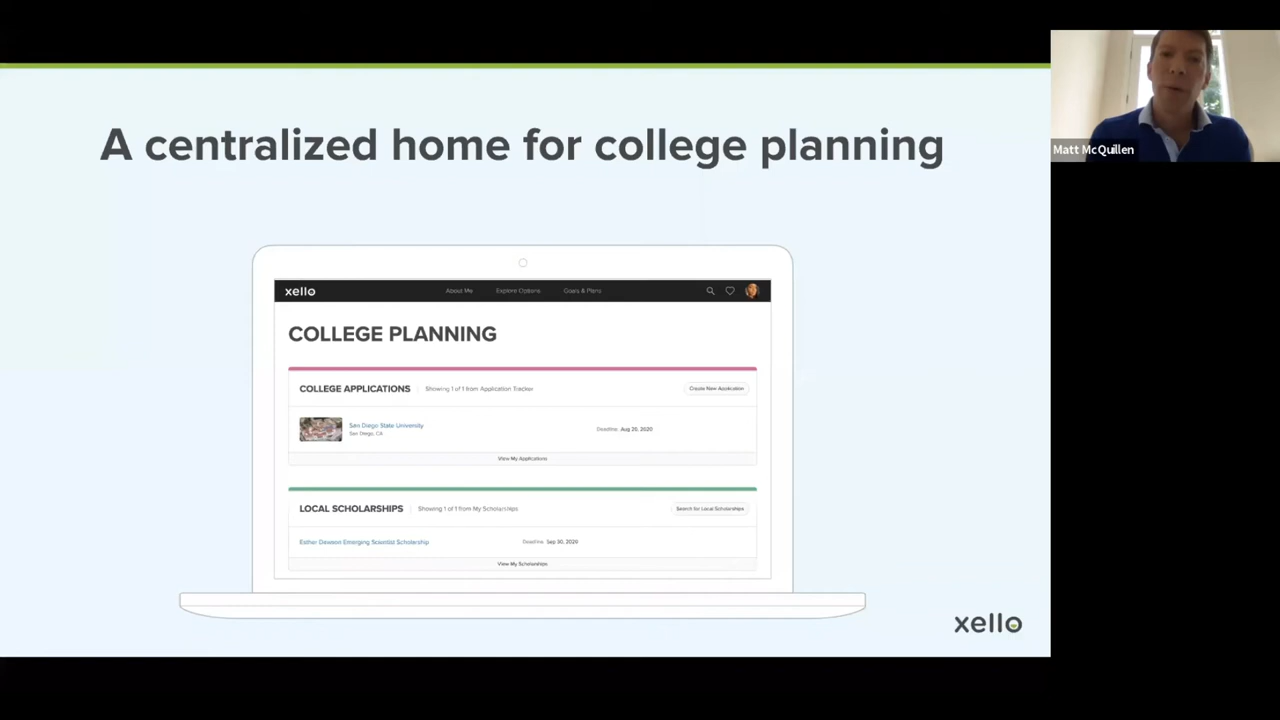 A centralized home for college planning
Matt McQuillen
xello
About Me Explore Options Goals & Plans
COLLEGE PLANNING
COLLEGE APPLICATIONS Showing 1 of 1 from Application Tracker Create New Application
San Diego State University
San Diego, CA
Deadline: Aug 25, 2020
View My Applications
LOCAL SCHOLARSHIPS Showing 1 of 1 from My Scholarships Search for Local Scholarships
Esther Dawson Emerging Scientist Scholarship Deadline: Sep 30, 2020
View My Scholarships
xello